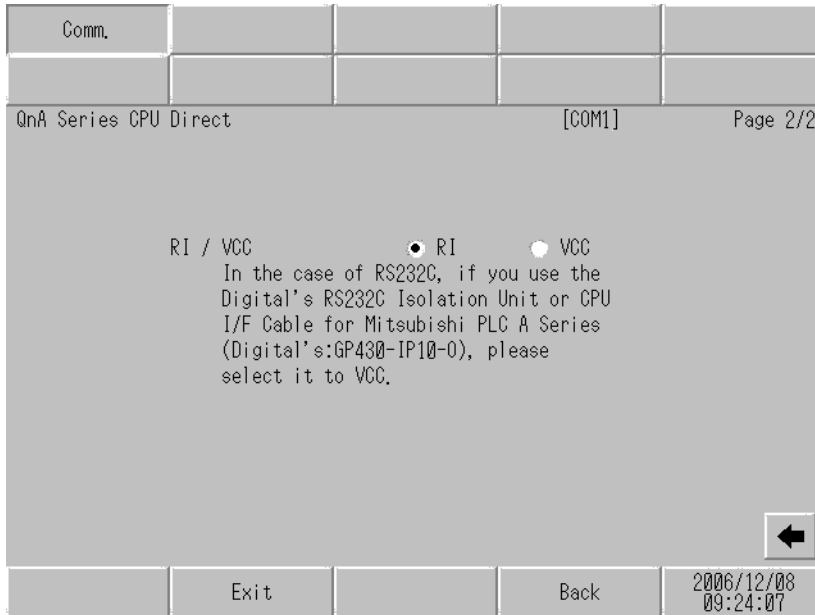 Comm.
QnA Series CPU Direct [COM1] Page 2/2
RI / VCC RI VCC
In the case of RS232C, if you use the
Digital's RS232C Isolation Unit or CPU
I/F Cable for Mitsubishi PLC A Series
(Digital's:GP430-IP10-O), please
select it to VCC.
Exit Back 2006/12/08
09:24:07